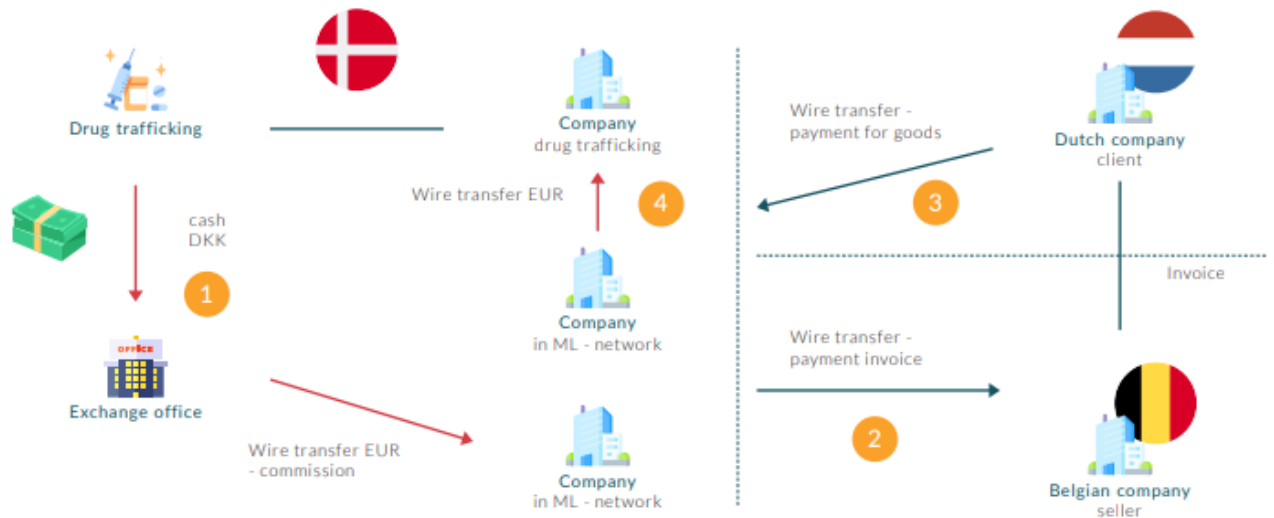 Drug trafficking
Company
drug trafficking
Wire transfer -
payment for goods
Dutch company
client
Wire transfer EUR
4
3
cash
DKK
1
Invoice
OFFICE
Exchange office
Company
in ML - network
Wire transfer -
payment invoice
2
Wire transfer EUR
- commission
Company
in ML - network
Belgian company
seller